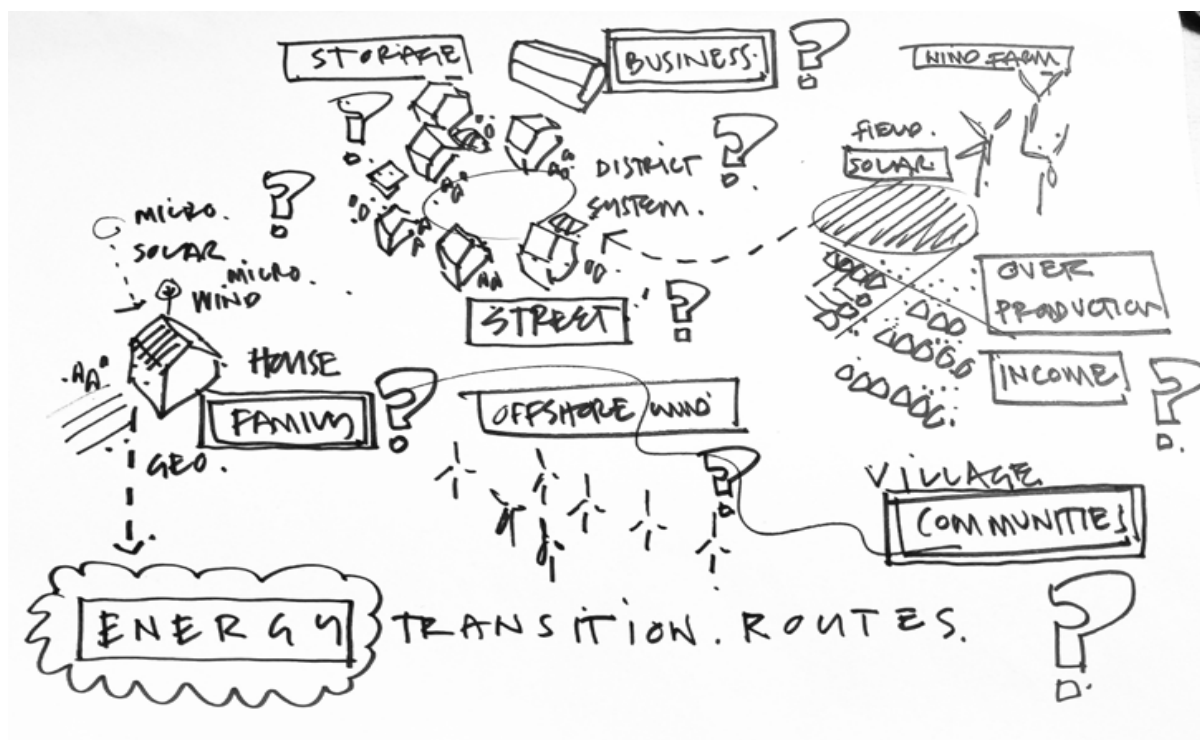 STORAGE
?
BUSINESS.
?
WIND FARM
FIELD.
SOLAR
?
DISTRICT
SYSTEM.
?
MICRO.
SOLAR
MICRO.
WIND
?
OVER
PRODUCTION
STREET
?
HOUSE
FAMILY
?
INCOME
?
OFFSHORE WIND
?
GEO.
VILLAGE
COMMUNITIES
ENERGY TRANSITION. ROUTES.
?